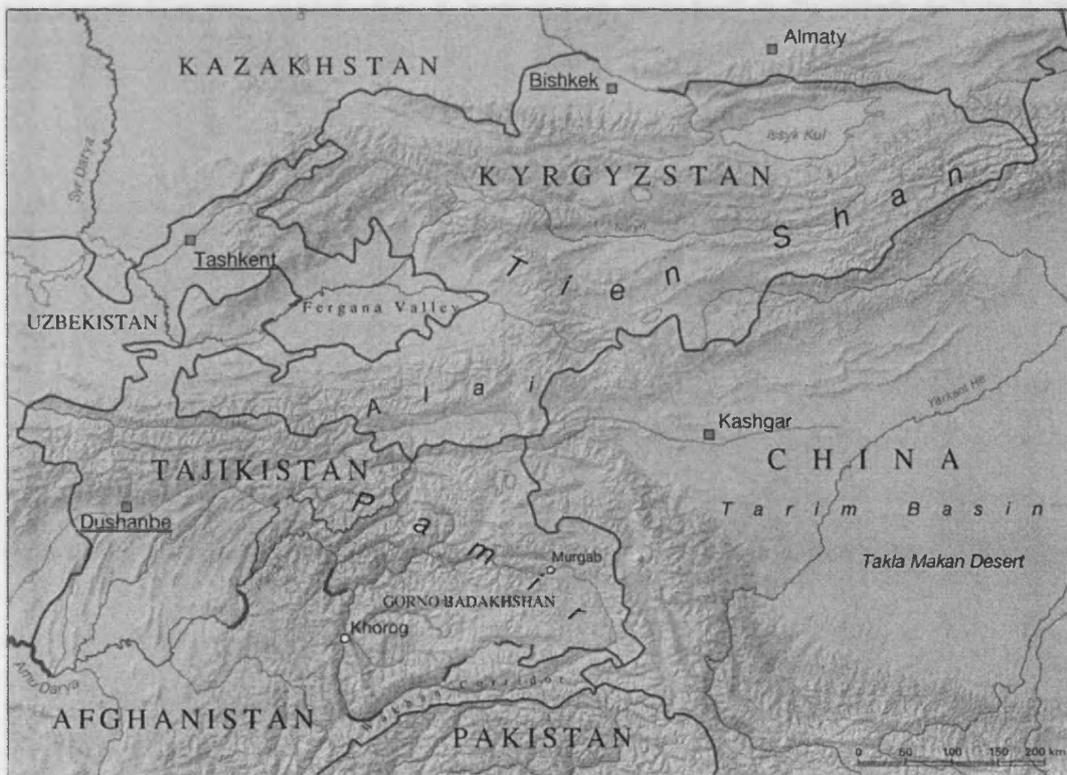 Almaty
KAZAKHSTAN
Bishkek
Issyk Kul
Syr Darya
KYRGYZSTAN
Naryn
Tien Shan
Tashkent
Fergana Valley
UZBEKISTAN
Alai
Yarkant He
Kashgar
CHINA
TAJIKISTAN
Dushanbe
Pamir
Tarim Basin
Murgab
Takla Makan Desert
GORNO BADAKHSHAN
Khorog
Amu Darya
Wakhan Corridor
AFGHANISTAN
PAKISTAN
0 50 100 150 200 km